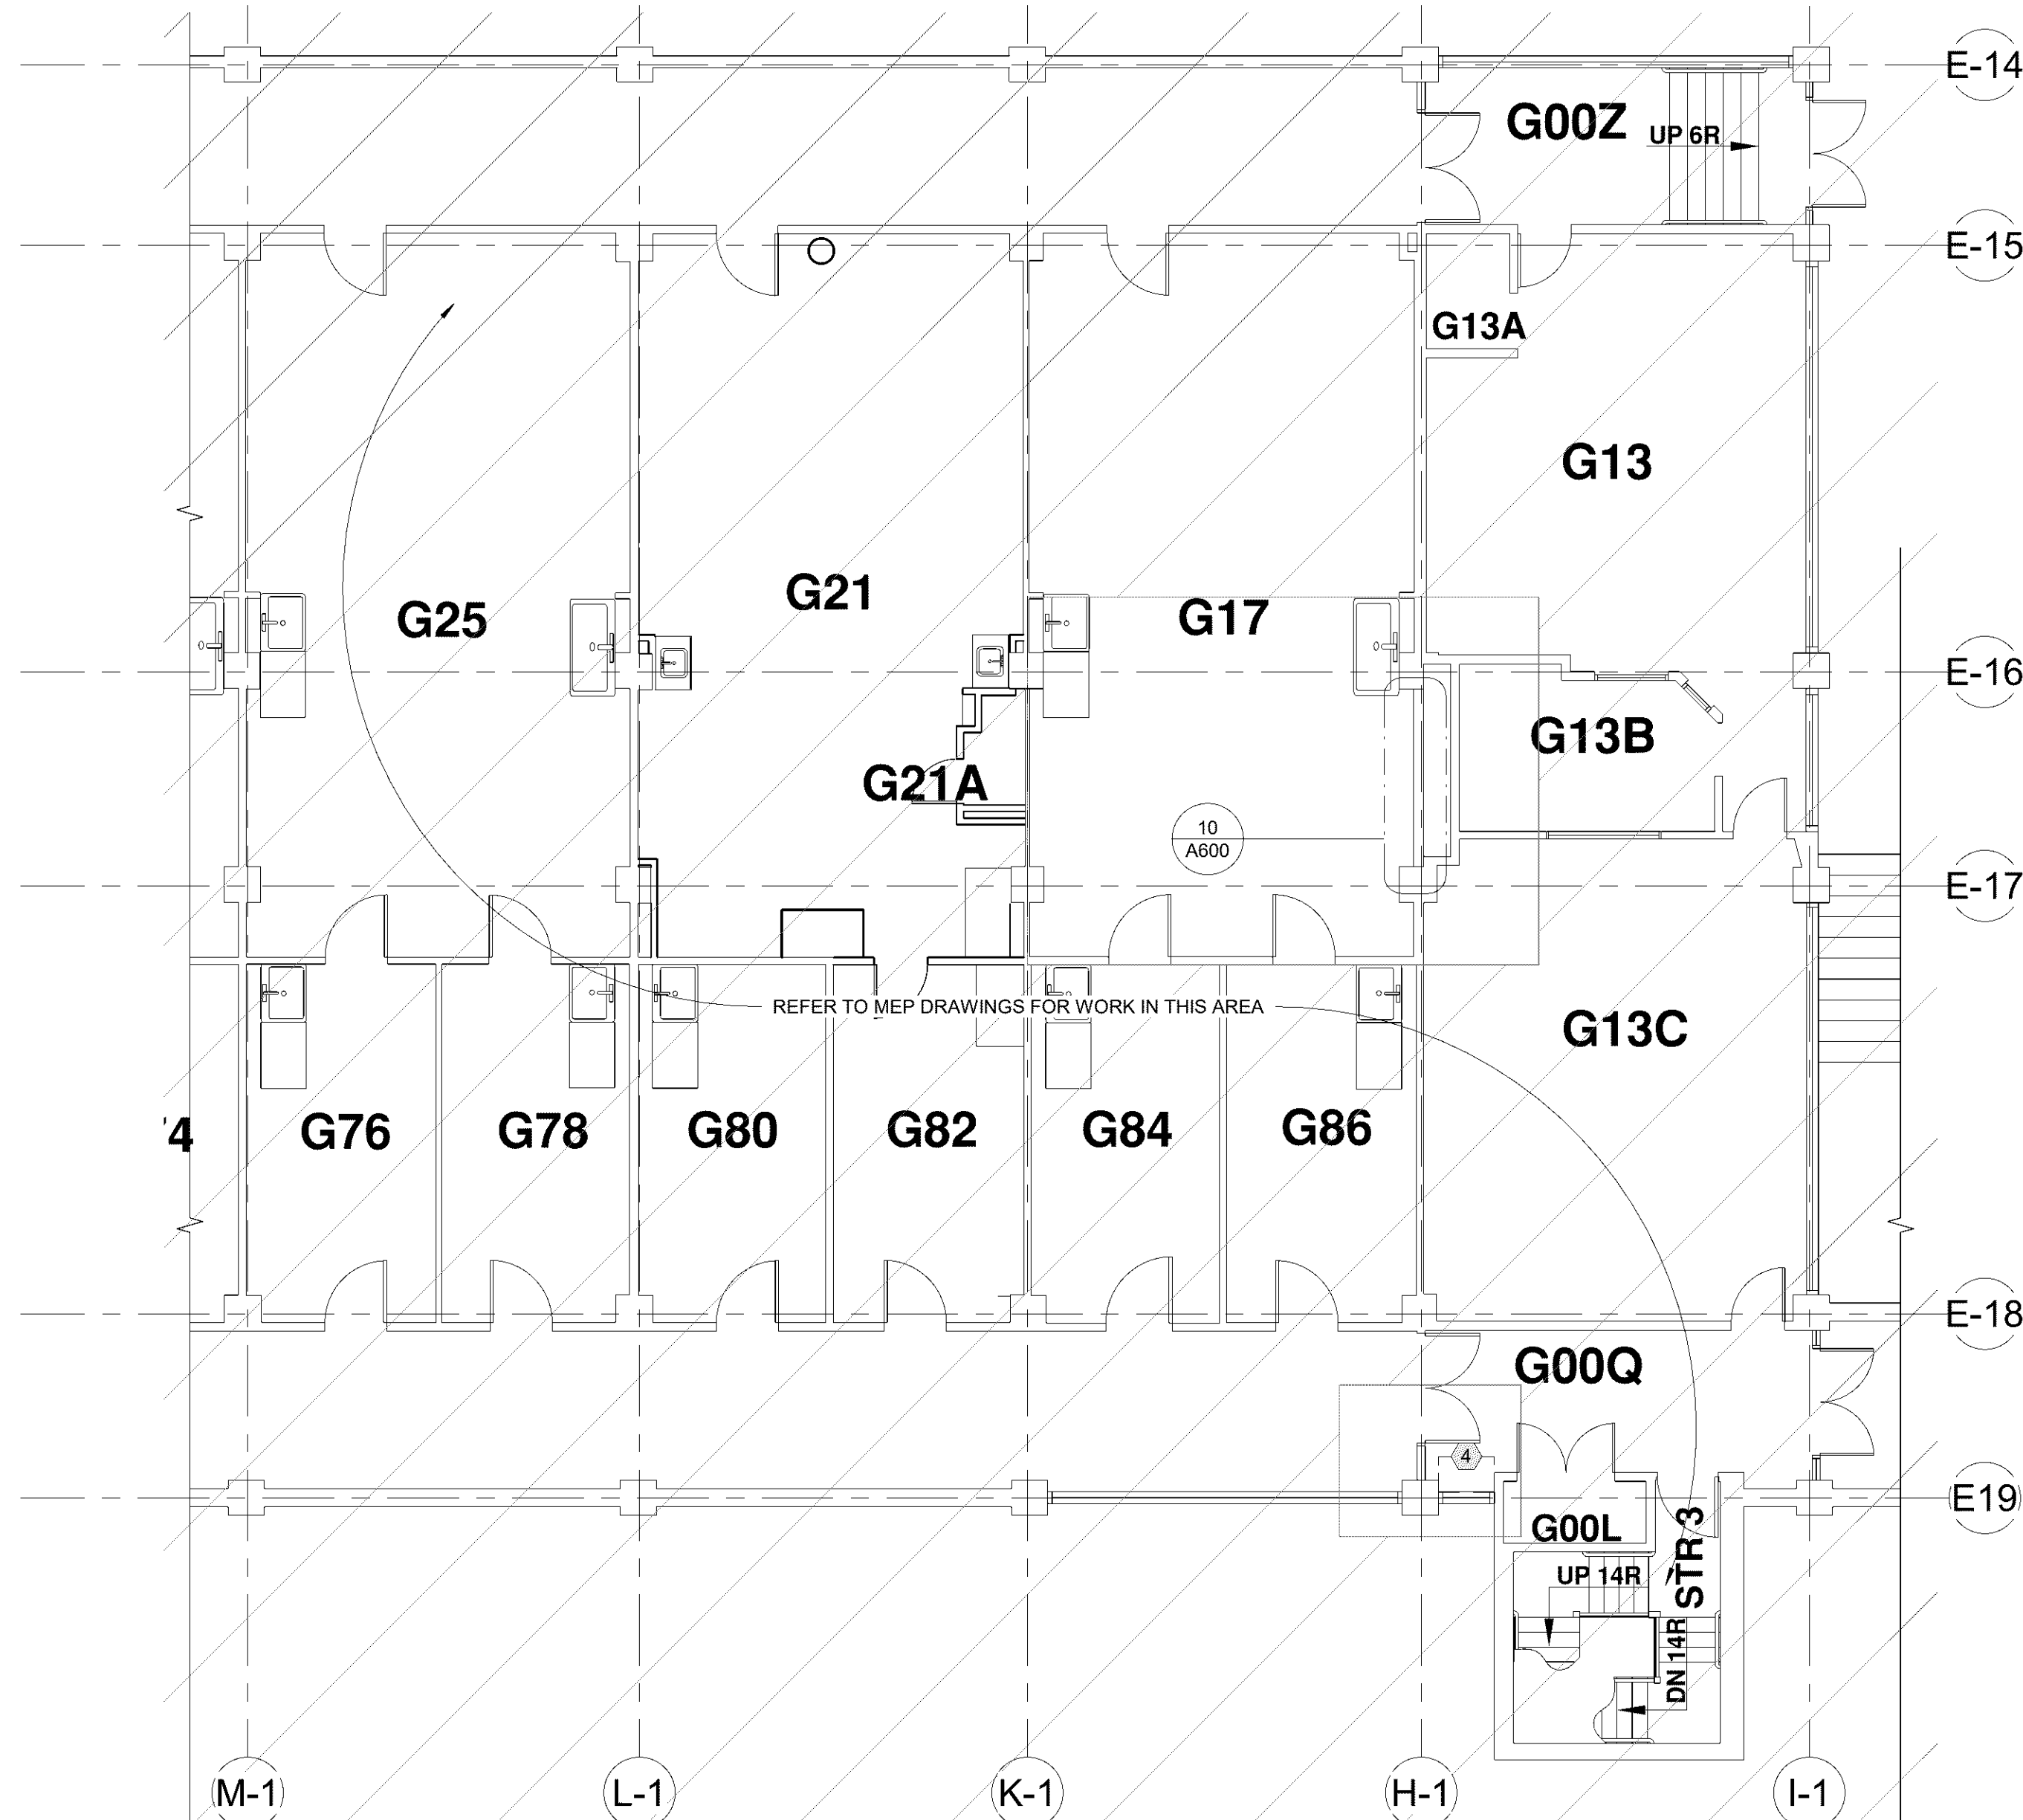 E-14
G00Z
UP 6R
E-15
G13A
G13
G25
G21
G17
E-16
G13B
G21A
10
A600
E-17
REFER TO MEP DRAWINGS FOR WORK IN THIS AREA
G13C
'4
G76
G78
G80
G82
G84
G86
E-18
G00Q
4
E19
G00L
STR 3
UP 14R
DN 14R
M-1
L-1
K-1
H-1
I-1